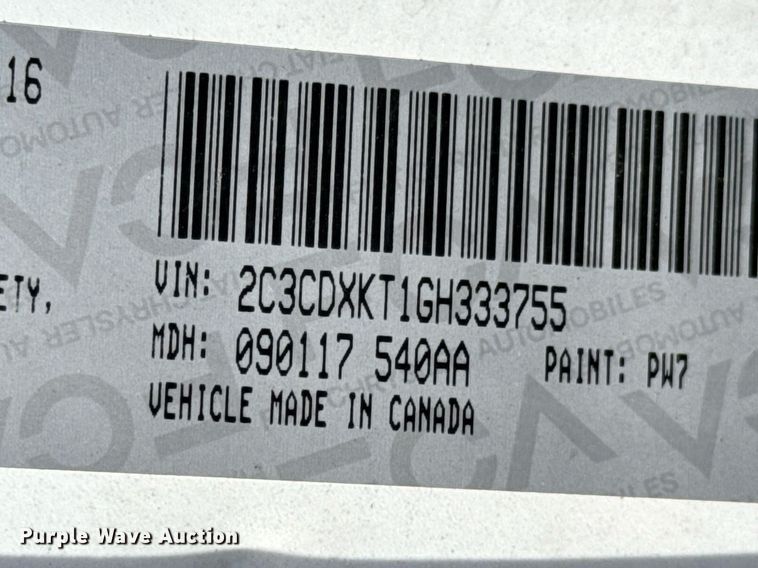 16
VIN: 2C3CDXKT1GH333755
ETY,
MDH: 090117 540AA PAINT: PW7
VEHICLE MADE IN CANADA
Purple Wave Auction